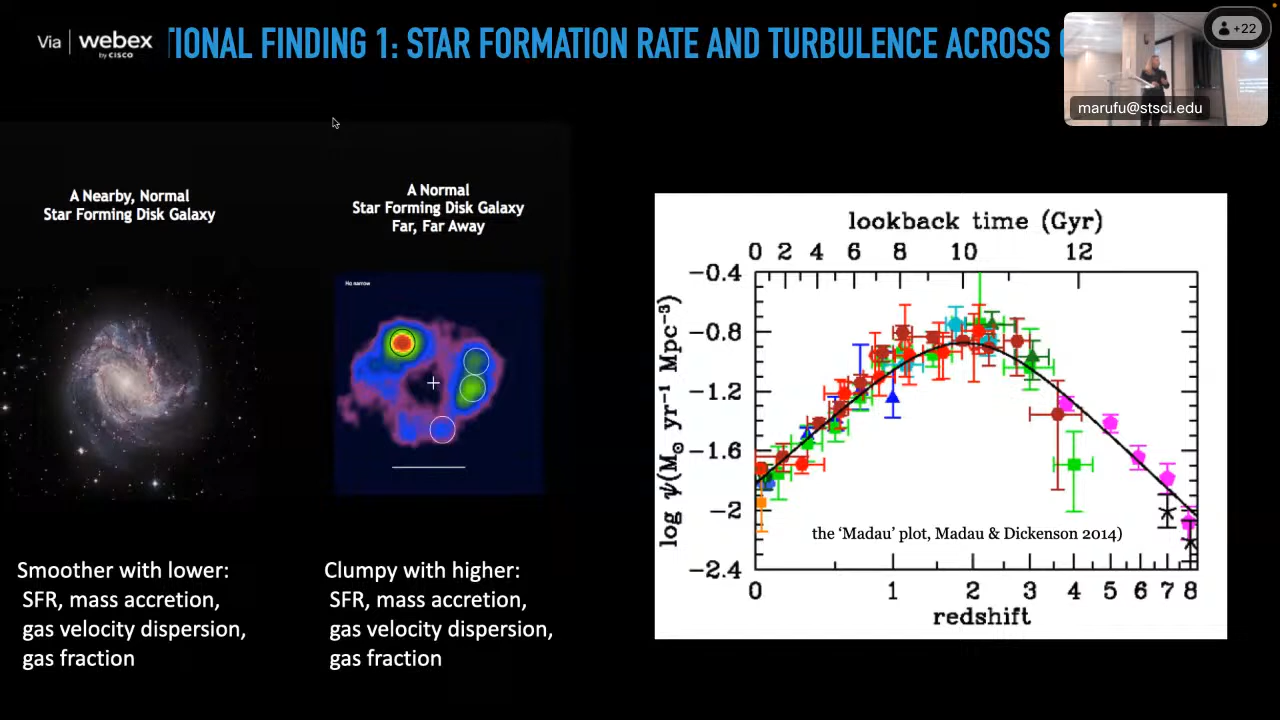 Via webex
by CISCO
TIONAL FINDING 1: STAR FORMATION RATE AND TURBULENCE ACROSS
+22
marufu@stsci.edu
A Nearby, Normal
Star Forming Disk Galaxy
A Normal
Star Forming Disk Galaxy
Far, Far Away
lookback time (Gyr)
0 2 4 6 8 10 12
-0.4
-0.8
-1.2
-1.6
-2
-2.4
log ψ(M⊙ yr-1 Mpc-3)
the ‘Madau’ plot, Madau & Dickenson 2014)
0 1 2 3 4 5 6 7 8
redshift
Smoother with lower:
SFR, mass accretion,
gas velocity dispersion,
gas fraction
Clumpy with higher:
SFR, mass accretion,
gas velocity dispersion,
gas fraction